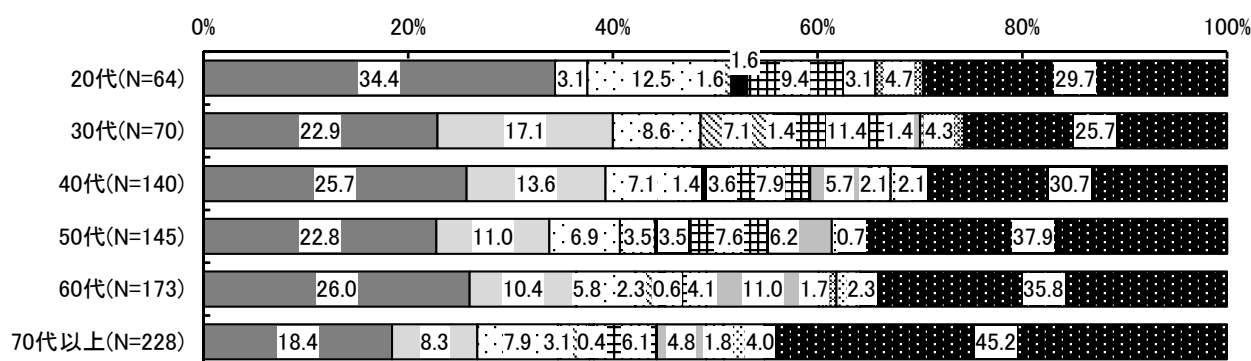 0% 20% 40% 60% 80% 100%
1.6
20代(N=64) 34.4 3.1 12.5 1.6 9.4 3.1 4.7 29.7
30代(N=70) 22.9 17.1 8.6 7.1 1.4 11.4 1.4 4.3 25.7
40代(N=140) 25.7 13.6 7.1 1.4 3.6 7.9 5.7 2.1 2.1 30.7
50代(N=145) 22.8 11.0 6.9 3.5 3.5 7.6 6.2 0.7 37.9
60代(N=173) 26.0 10.4 5.8 2.3 0.6 4.1 11.0 1.7 2.3 35.8
70代以上(N=228) 18.4 8.3 7.9 3.1 0.4 6.1 4.8 1.8 4.0 45.2